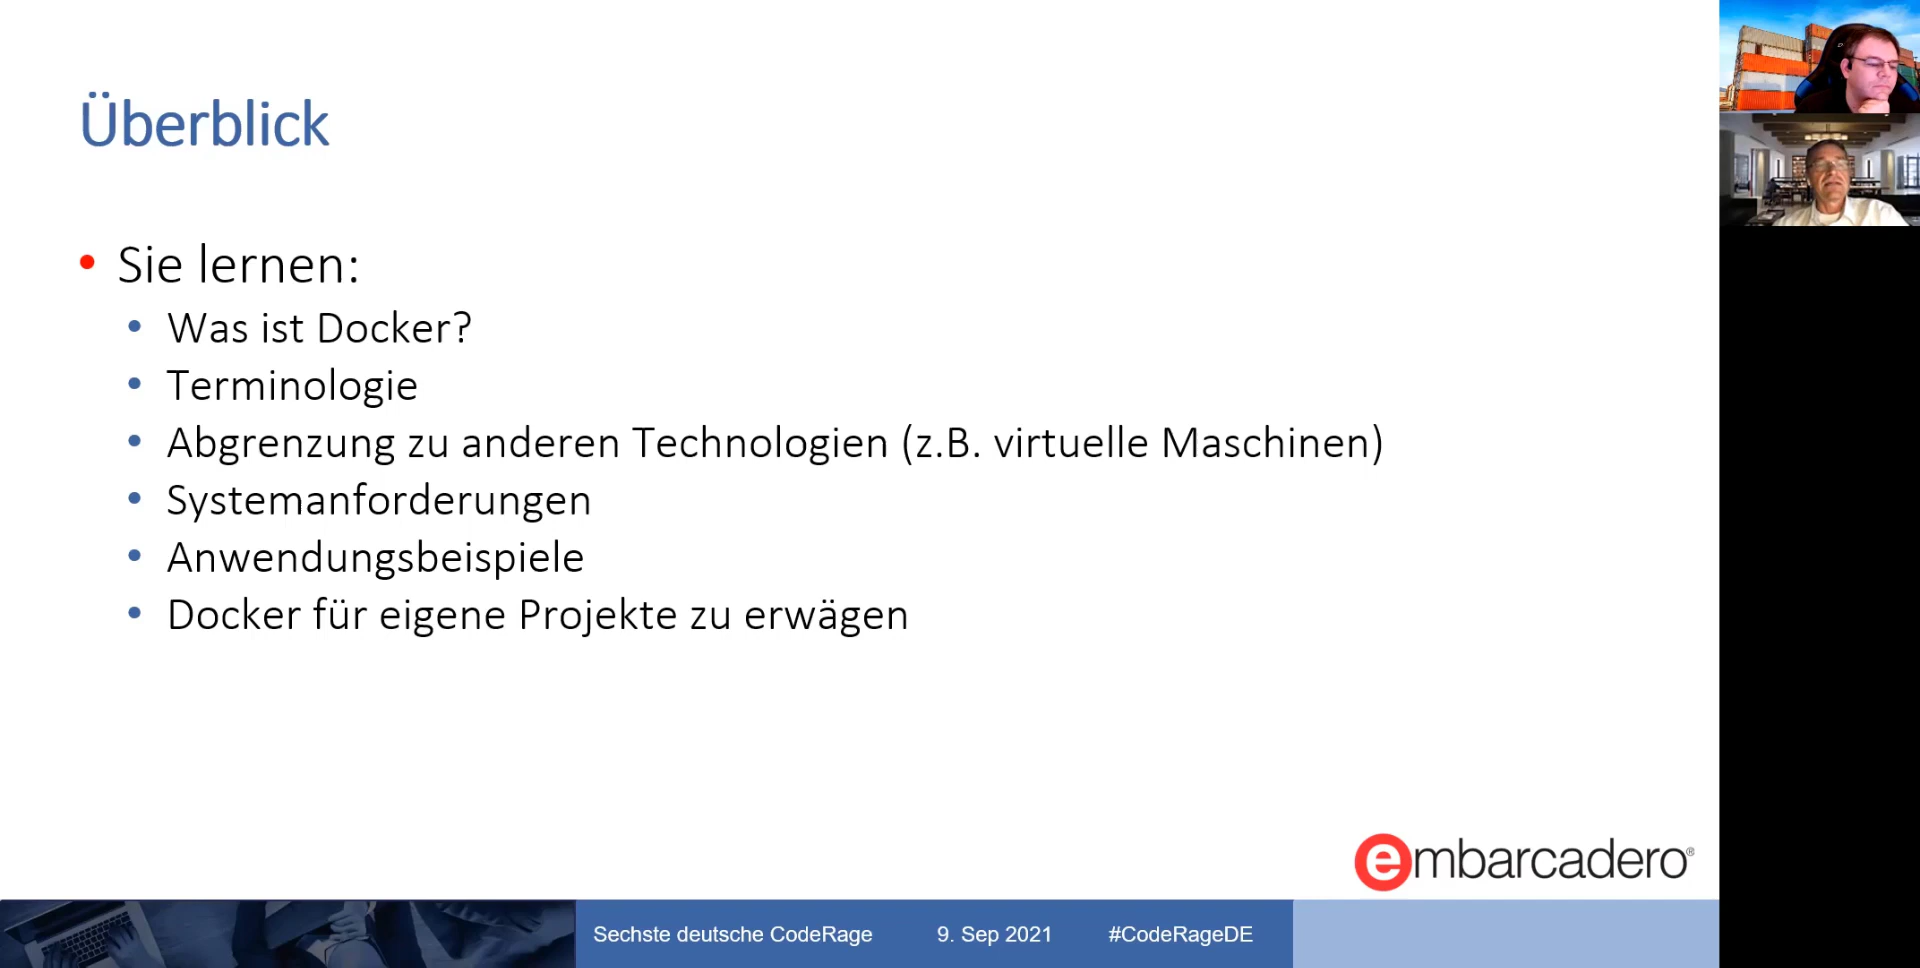 Überblick
• Sie lernen:
• Was ist Docker?
• Terminologie
• Abgrenzung zu anderen Technologien (z.B. virtuelle Maschinen)
• Systemanforderungen
• Anwendungsbeispiele
• Docker für eigene Projekte zu erwägen
embarcadero®
Sechste deutsche CodeRage 9. Sep 2021 #CodeRageDE